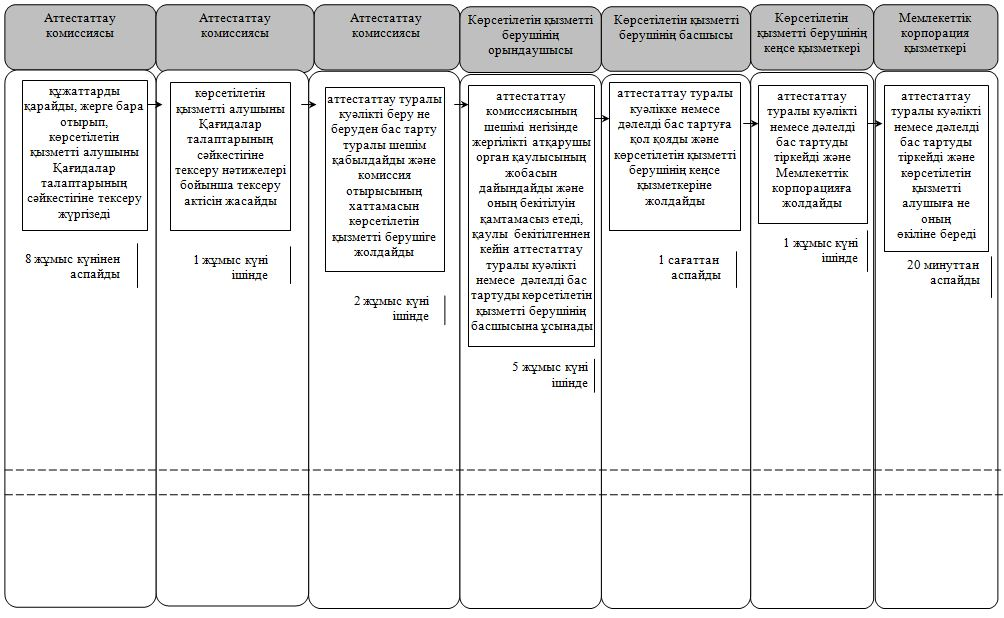 Аттестаттау
комиссиясы
Аттестаттау
комиссиясы
Аттестаттау
комиссиясы
Көрсетілетін қызметті
берушінің
орындаушысы
Көрсетілетін қызметті
берушінің басшысы
Көрсетілетін
қызметті берушінің
кеңсе қызметкері
Мемлекеттік
корпорация
қызметкері
құжаттарды
қарайды, жерге бара
отырып,
көрсетілетін
қызметті алушыны
Қағидалар
талаптарының
сәйкестігіне тексеру
жүргізеді
8 жұмыс күнінен
аспайды
көрсетілетін
қызметті алушыны
Қағидалар
талаптарының
сәйкестігіне
тексеру нәтижелері
бойынша тексеру
актісін жасайды
1 жұмыс күні
ішінде
аттестаттау туралы
куәлікті беру не
беруден бас тарту
туралы шешім
қабылдайды және
комиссия
отырысының
хаттамасын
көрсетілетін
қызметті берушіге
жолдайды
2 жұмыс күні
ішінде
аттестаттау
комиссиясының
шешімі негізінде
жергілікті атқарушы
орган қаулысының
жобасын
дайындайды және
оның бекітілуін
қамтамасыз етеді,
қаулы бекітілгеннен
кейін аттестаттау
туралы куәлікті
немесе дәлелді бас
тартуды көрсетілетін
қызметті берушінің
басшысына ұсынады
5 жұмыс күні
ішінде
аттестаттау туралы
куәлікке немесе
дәлелді бас тартуға
қол қояды және
көрсетілетін қызметті
берушінің кеңсе
қызметкеріне
жолдайды
1 сағаттан
аспайды
аттестаттау
туралы куәлікті
немесе дәлелді
бас тартуды
тіркейді және
Мемлекеттік
корпорацияға
жолдайды
1 жұмыс күні
ішінде
аттестаттау
туралы куәлікті
немесе дәлелді
бас тартуды
тіркейді және
көрсетілетін
қызметті
алушыға не
оның
өкіліне береді
20 минуттан
аспайды